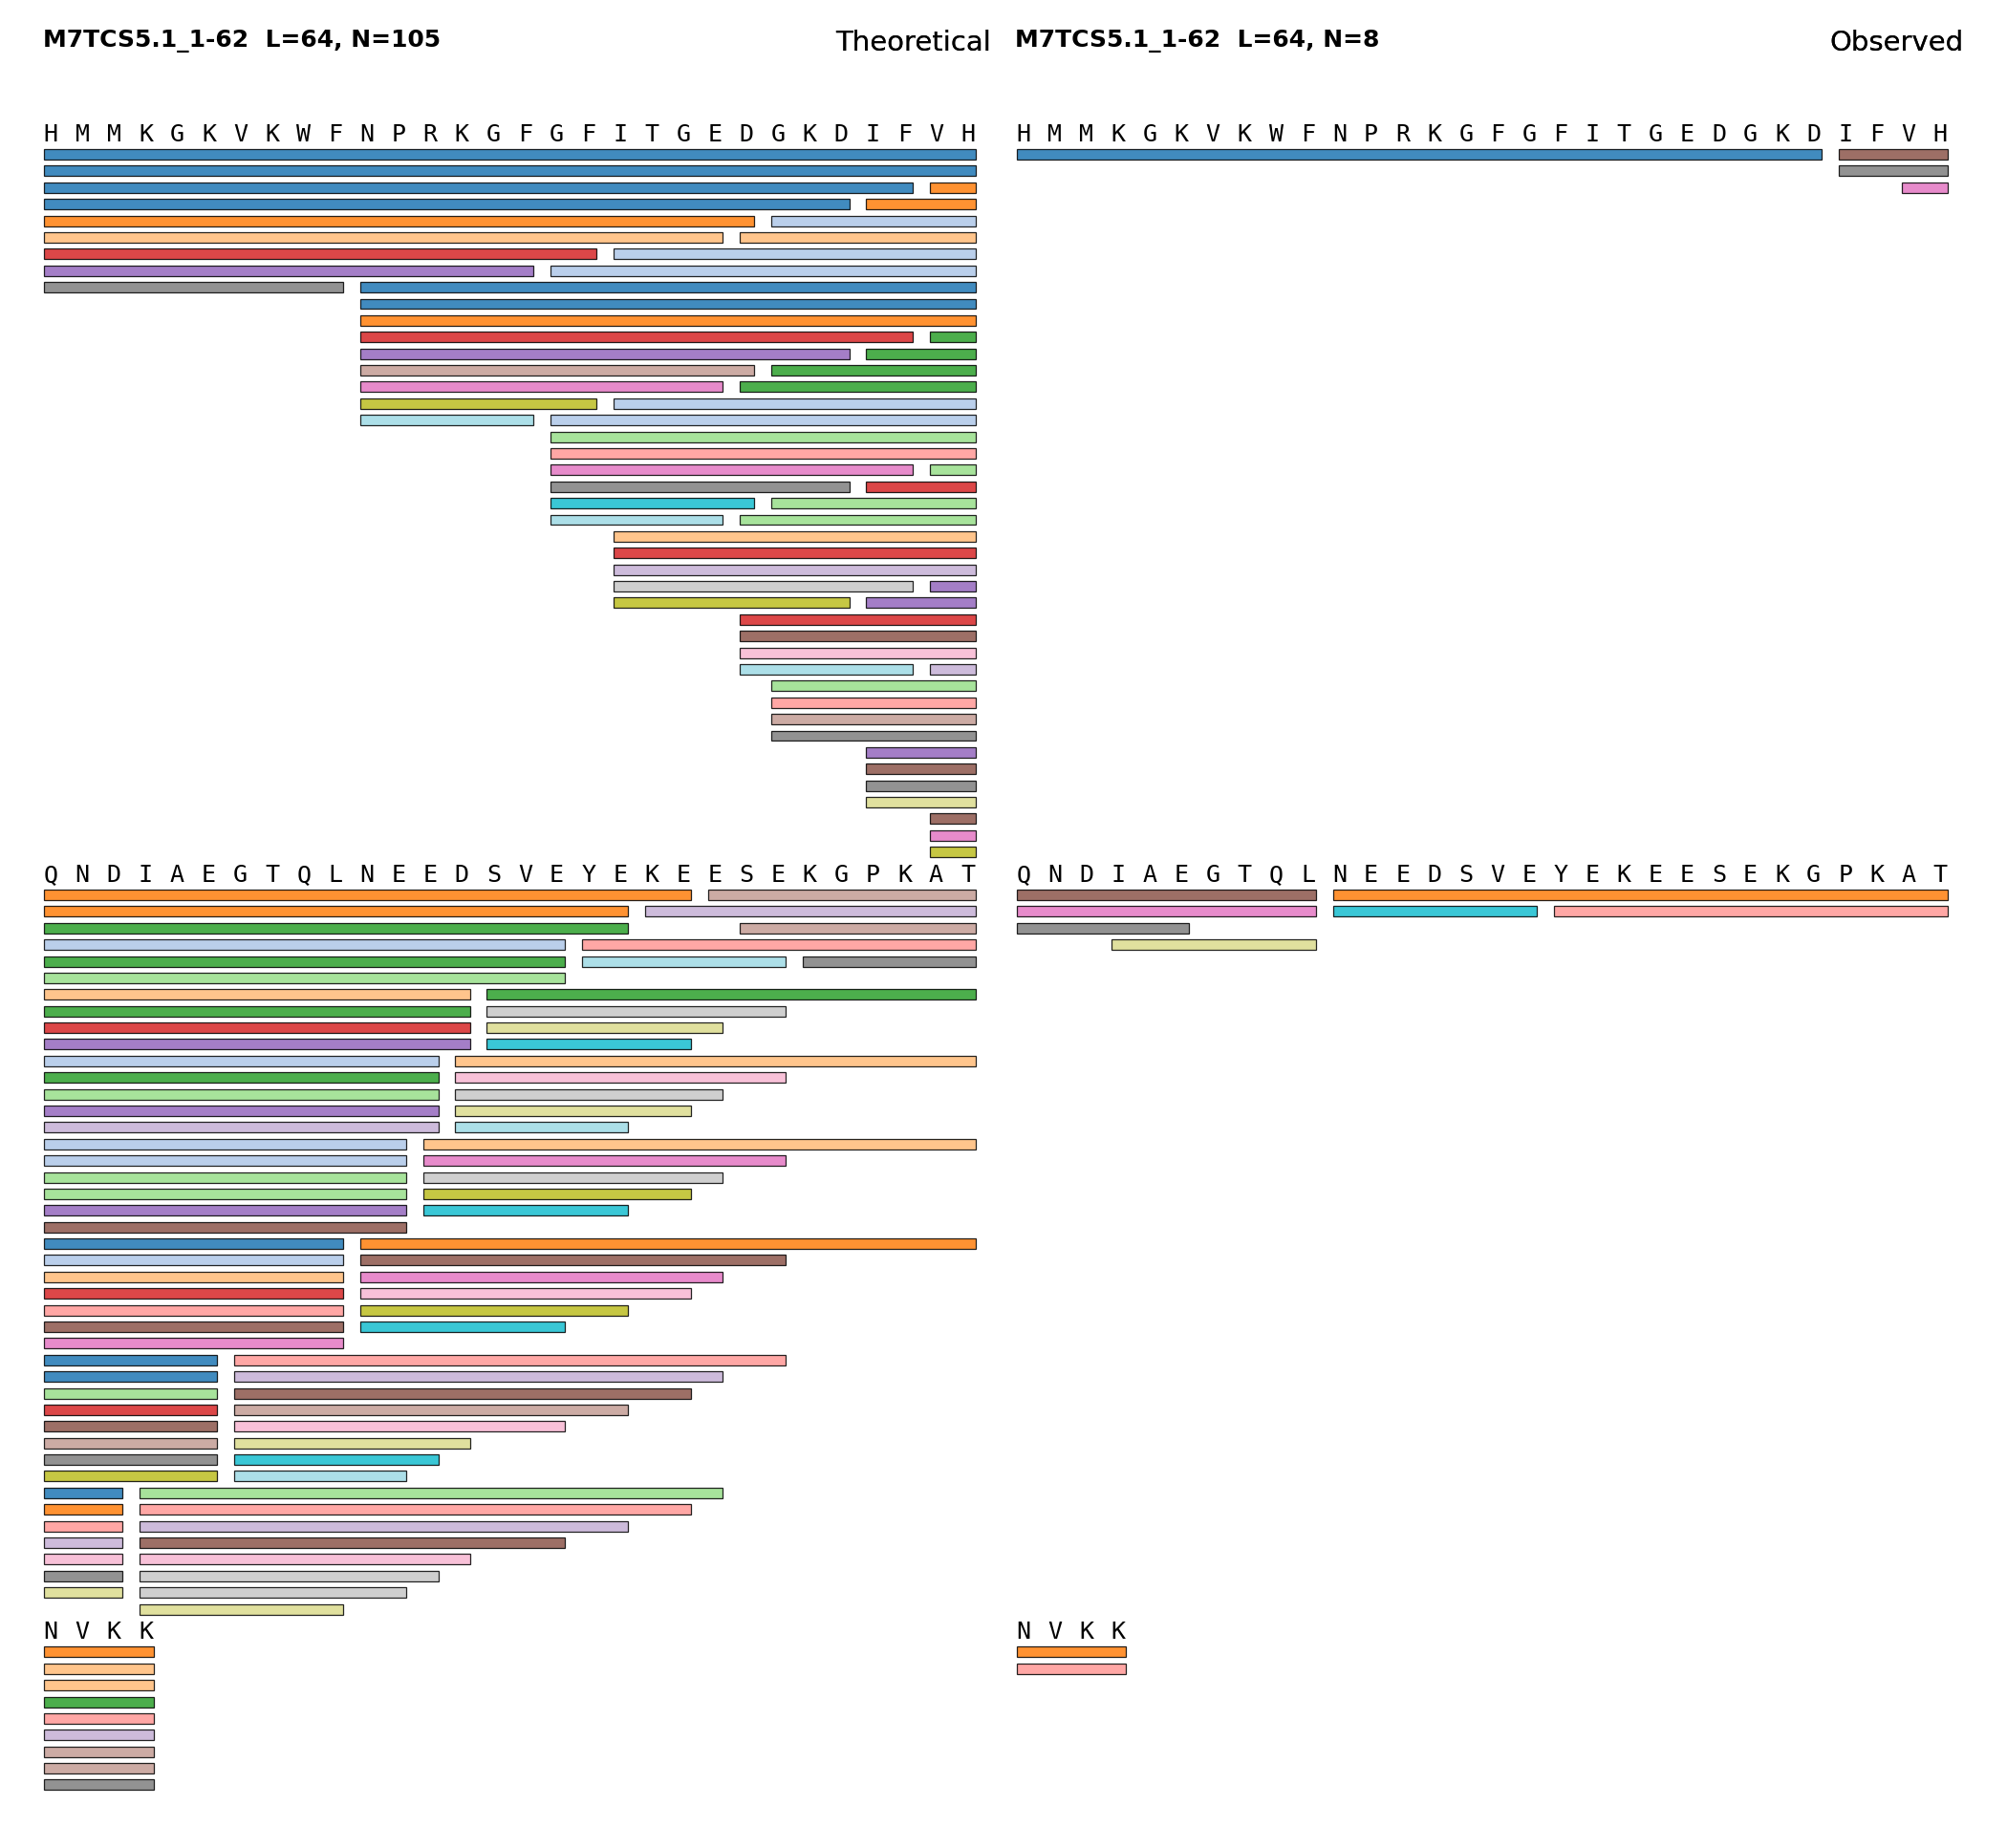 M7TCS5.1_1-62 L=64, N=105 Theoretical M7TCS5.1_1-62 L=64, N=8 Observed
H M M K G K V K W F N P R K G F G F I T G E D G K D I F V H H M M K G K V K W F N P R K G F G F I T G E D G K D I F V H
Q N D I A E G T Q L N E E D S V E Y E K E E S E K G P K A T Q N D I A E G T Q L N E E D S V E Y E K E E S E K G P K A T
N V K K N V K K